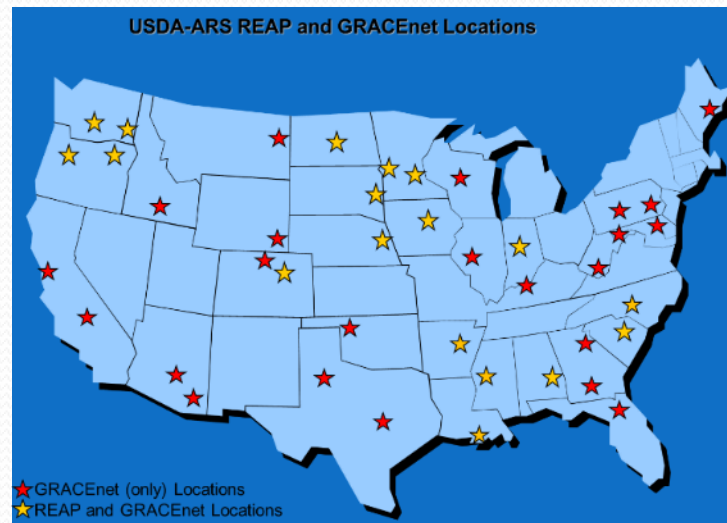 USDA-ARS REAP and GRACEnet Locations
GRACEnet (only) Locations
REAP and GRACEnet Locations